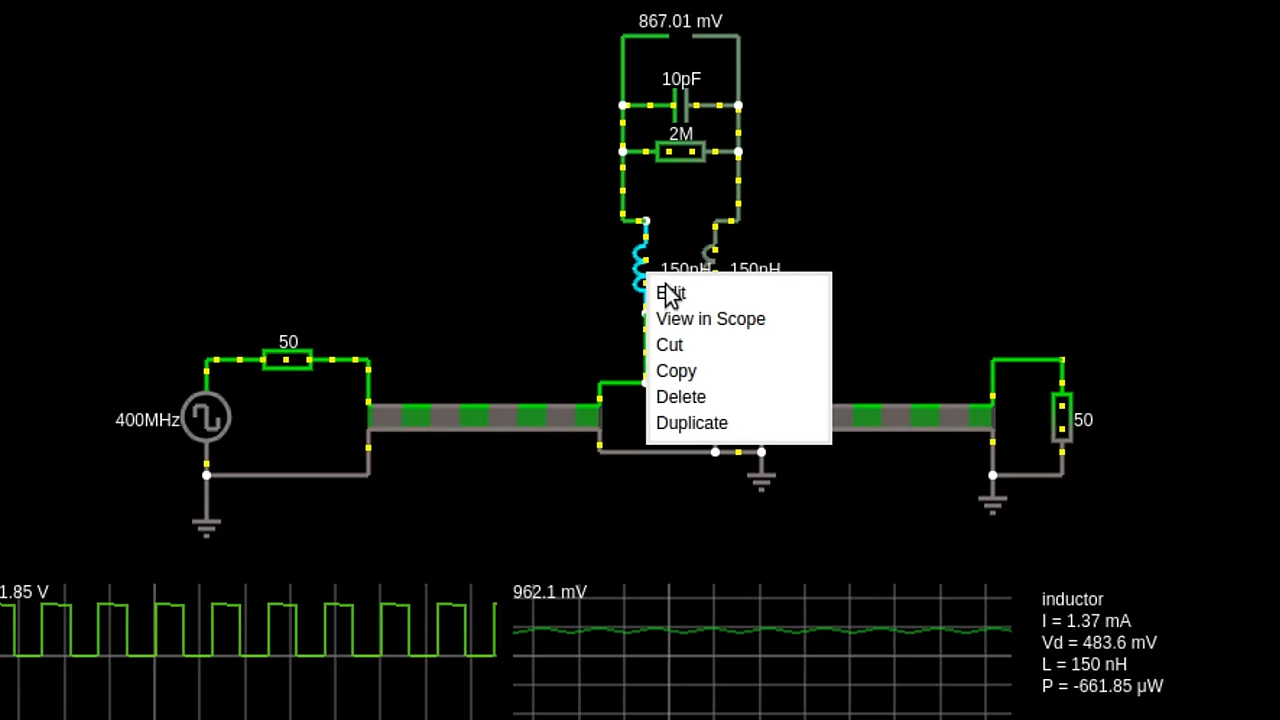 867.01 mV
10pF
2M
150nH 150nH
Edit
View in Scope
Cut
Copy
Delete
Duplicate
50
400MHz
50
1.85 V
962.1 mV
inductor
I = 1.37 mA
Vd = 483.6 mV
L = 150 nH
P = -661.85 μW